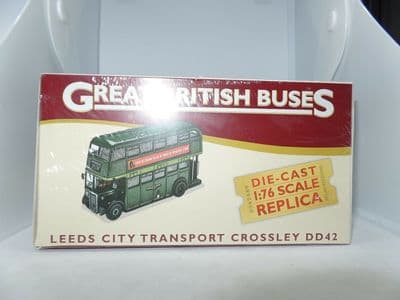 GREAT BRITISH BUSES
DIE-CAST
1:76 SCALE
REPLICA
LEEDS CITY TRANSPORT CROSSLEY DD42